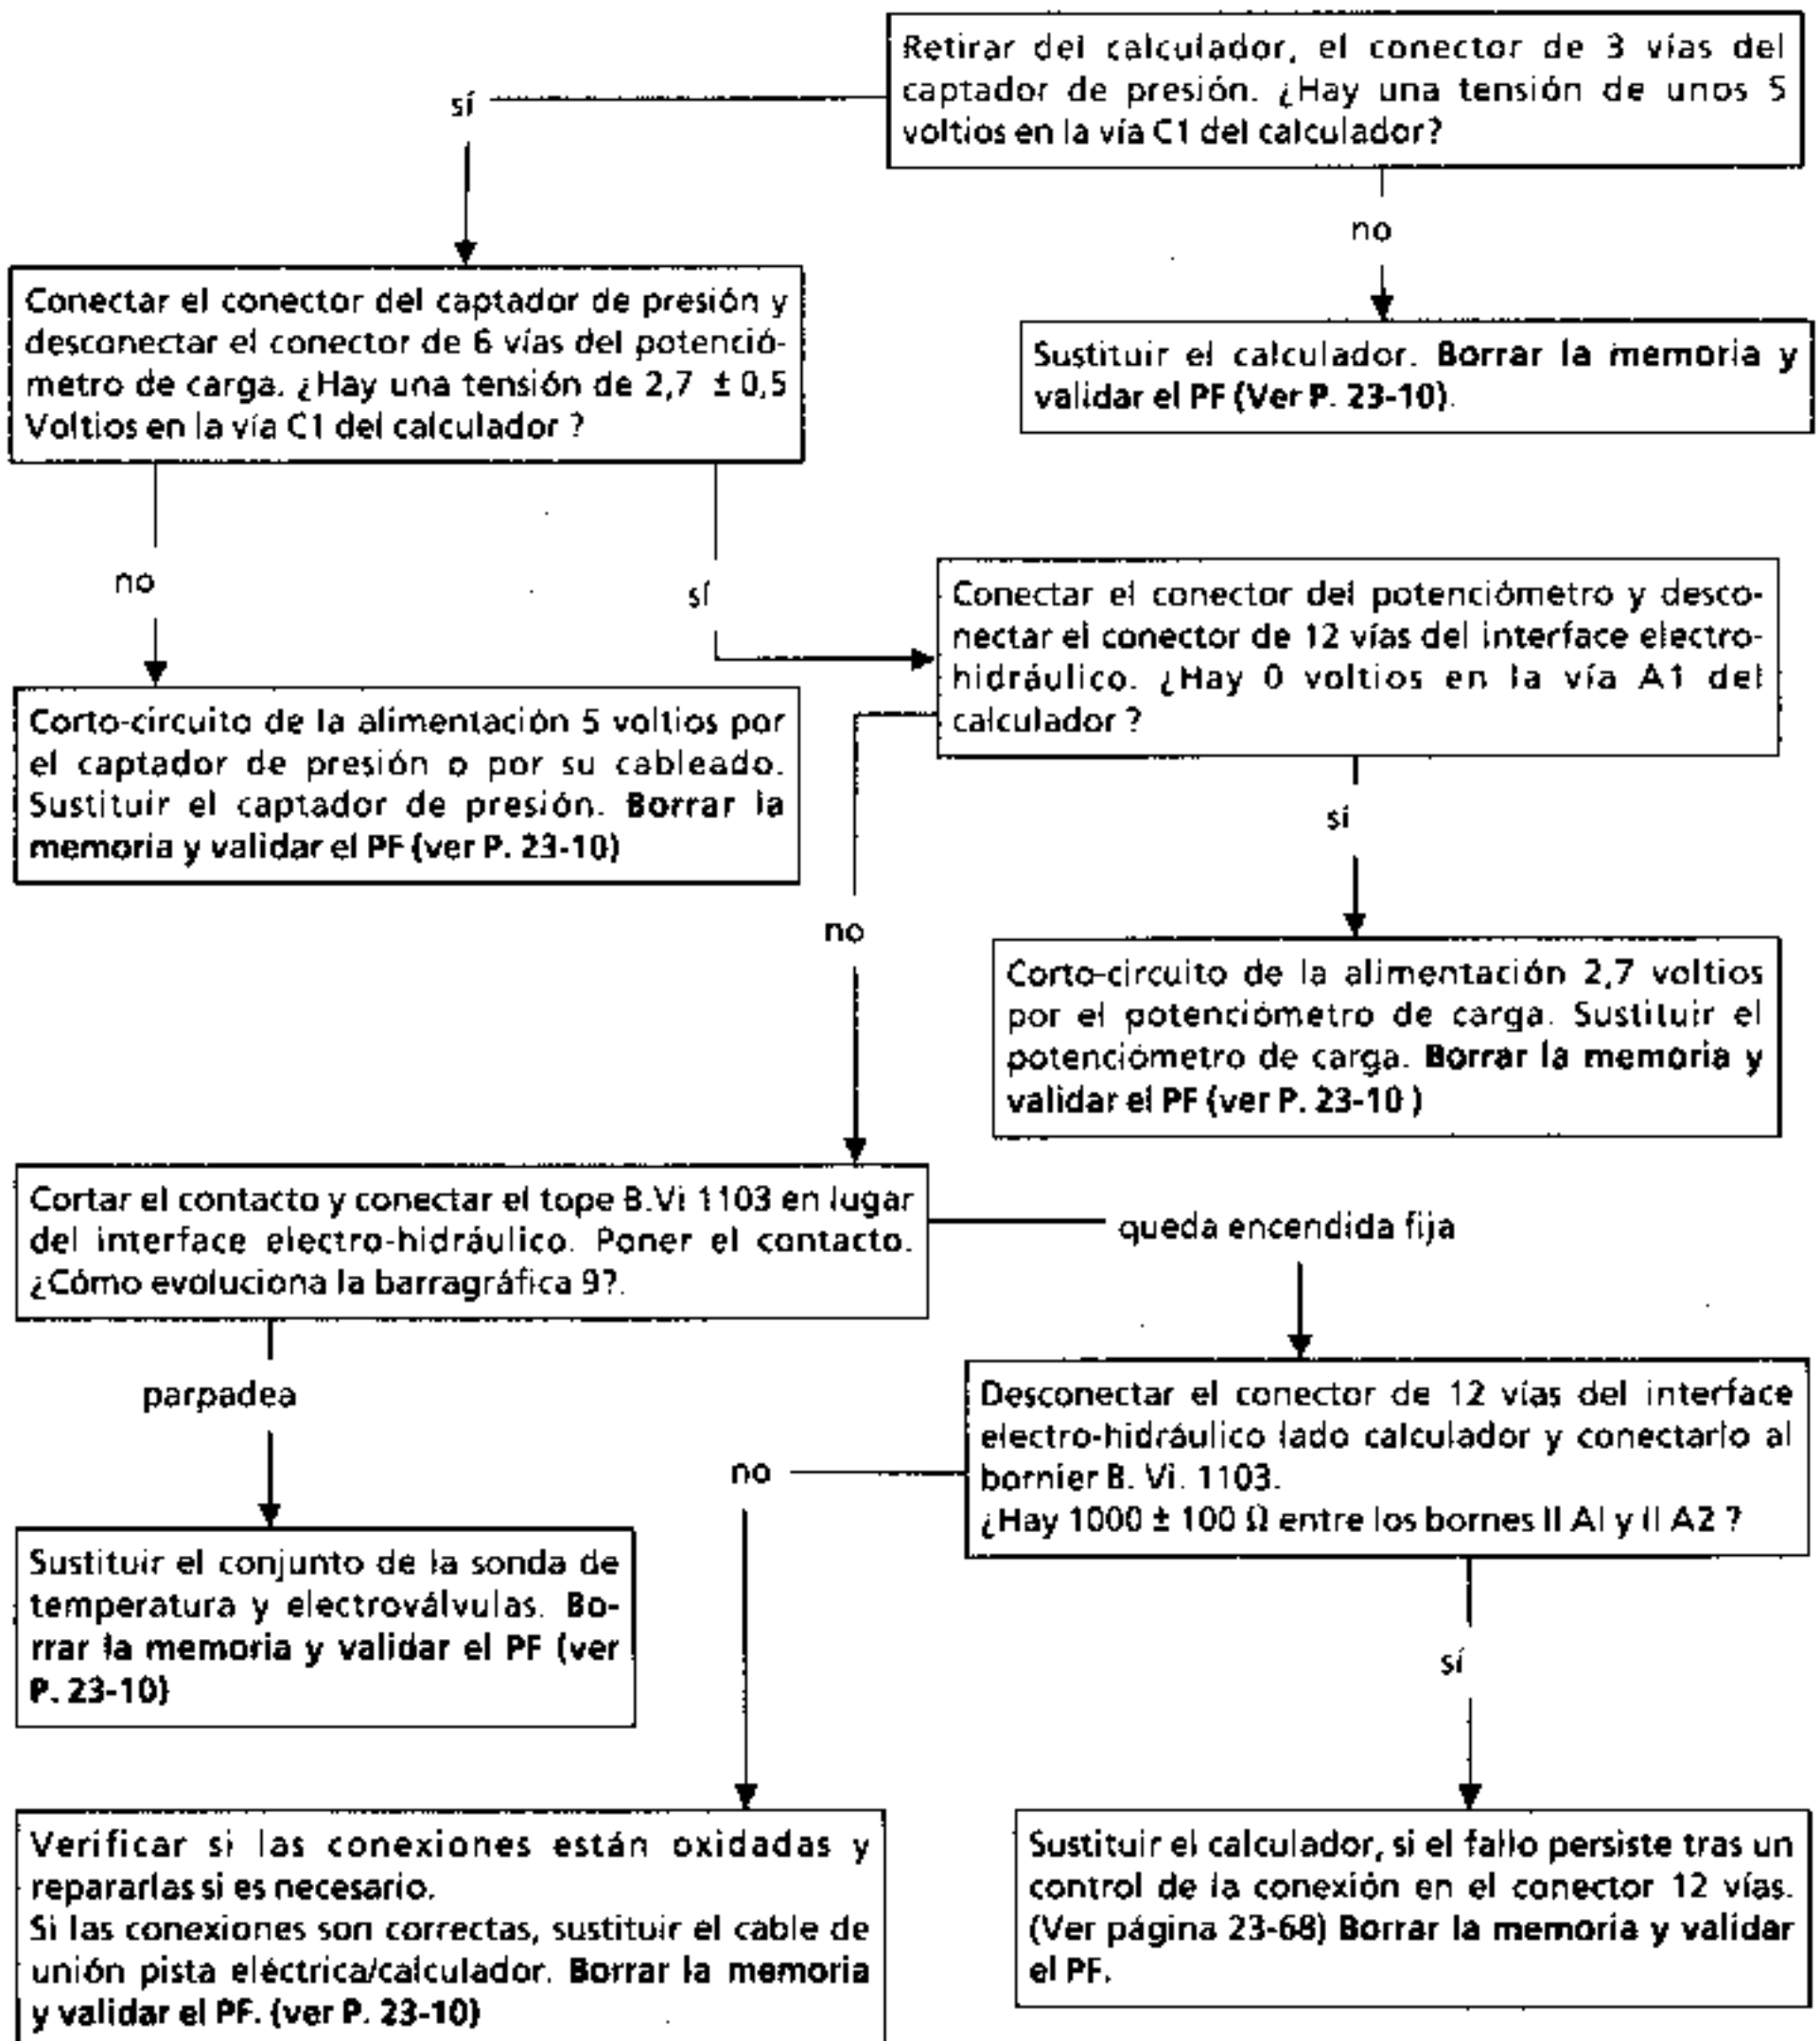 Retirar del calculador, el conector de 3 vías del
captador de presión. ¿Hay una tensión de unos 5
voltios en la vía C1 del calculador?
sí
no
Conectar el conector del captador de presión y
desconectar el conector de 6 vías del potenció-
metro de carga. ¿Hay una tensión de 2,7 ± 0,5
Voltios en la vía C1 del calculador ?
Sustituir el calculador. Borrar la memoria y
validar el PF (Ver P. 23-10).
no
sí
Conectar el conector del potenciómetro y desco-
nectar el conector de 12 vías del interface electro-
hidráulico. ¿Hay 0 voltios en la vía A1 del
calculador ?
Corto-circuito de la alimentación 5 voltios por
el captador de presión o por su cableado.
Sustituir el captador de presión. Borrar la
memoria y validar el PF (ver P. 23-10)
sí
no
Corto-circuito de la alimentación 2,7 voltios
por el potenciómetro de carga. Sustituir el
potenciómetro de carga. Borrar la memoria y
validar el PF (ver P. 23-10 )
Cortar el contacto y conectar el tope B.Vi 1103 en lugar
del interface electro-hidráulico. Poner el contacto.
¿Cómo evoluciona la barragráfica 9?.
queda encendida fija
parpadea
Desconectar el conector de 12 vías del interface
electro-hidráulico lado calculador y conectarlo al
bornier B. Vi. 1103.
¿Hay 1000 ± 100 Ω entre los bornes II AI y II A2 ?
no
Sustituir el conjunto de la sonda de
temperatura y electroválvulas. Bo-
rrar la memoria y validar el PF (ver
P. 23-10)
sí
Verificar si las conexiones están oxidadas y
repararlas si es necesario.
Si las conexiones son correctas, sustituir el cable de
unión pista eléctrica/calculador. Borrar la memoria
y validar el PF. (ver P. 23-10)
Sustituir el calculador, si el fallo persiste tras un
control de la conexión en el conector 12 vías.
(Ver página 23-68) Borrar la memoria y validar
el PF.